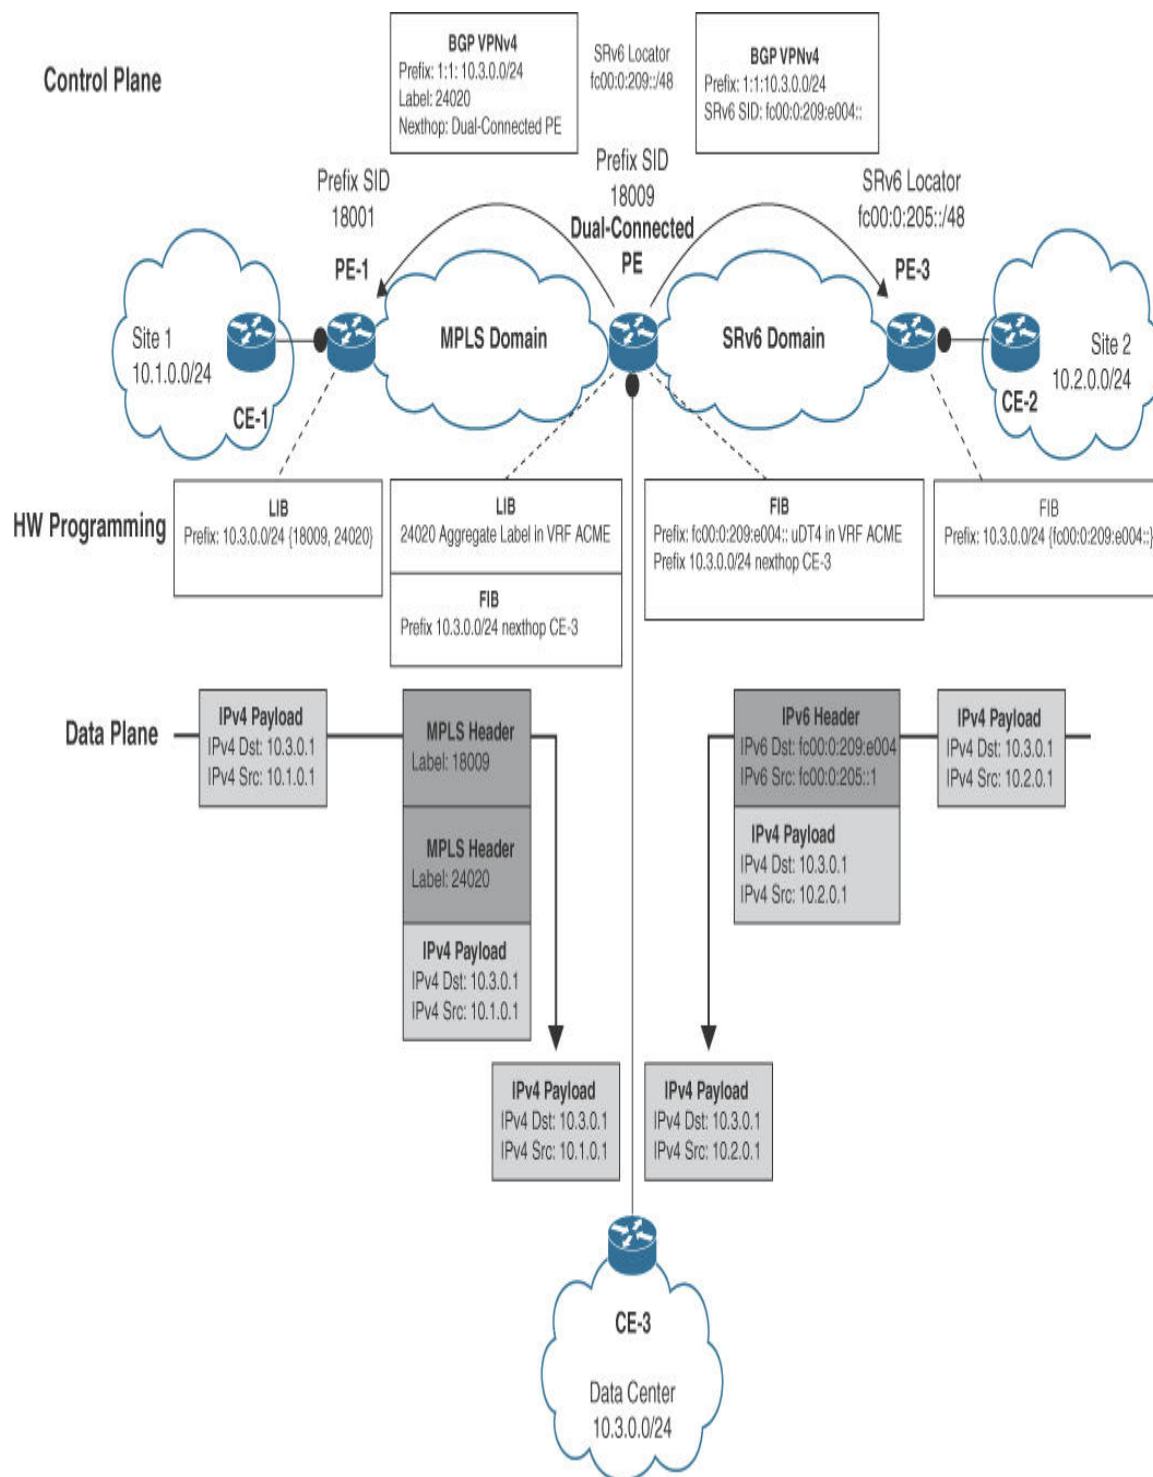 Control Plane
BGP VPNv4
Prefix: 1:1: 10.3.0.0/24
Label: 24020
Nexthop: Dual-Connected PE
SRv6 Locator
fc00:0:209::/48
BGP VPNv4
Prefix: 1:1:10.3.0.0/24
SRv6 SID: fc00:0:209:e004::
Prefix SID
18001
Prefix SID
18009
Dual-Connected
PE
SRv6 Locator
fc00:0:205::/48
PE-1
PE-3
Site 1
10.1.0.0/24
CE-1
MPLS Domain
SRv6 Domain
Site 2
10.2.0.0/24
CE-2
HW Programming
LIB
Prefix: 10.3.0.0/24 {18009, 24020}
LIB
24020 Aggregate Label in VRF ACME
FIB
Prefix 10.3.0.0/24 nexthop CE-3
FIB
Prefix: fc00:0:209:e004:: uDT4 in VRF ACME
Prefix 10.3.0.0/24 nexthop CE-3
FIB
Prefix: 10.3.0.0/24 {fc00:0:209:e004::}
Data Plane
IPv4 Payload
IPv4 Dst: 10.3.0.1
IPv4 Src: 10.1.0.1
MPLS Header
Label: 18009
MPLS Header
Label: 24020
IPv4 Payload
IPv4 Dst: 10.3.0.1
IPv4 Src: 10.1.0.1
IPv6 Header
IPv6 Dst: fc00:0:209:e004
IPv6 Src: fc00:0:205::1
IPv4 Payload
IPv4 Dst: 10.3.0.1
IPv4 Src: 10.2.0.1
IPv4 Payload
IPv4 Dst: 10.3.0.1
IPv4 Src: 10.2.0.1
IPv4 Payload
IPv4 Dst: 10.3.0.1
IPv4 Src: 10.1.0.1
IPv4 Payload
IPv4 Dst: 10.3.0.1
IPv4 Src: 10.2.0.1
CE-3
Data Center
10.3.0.0/24